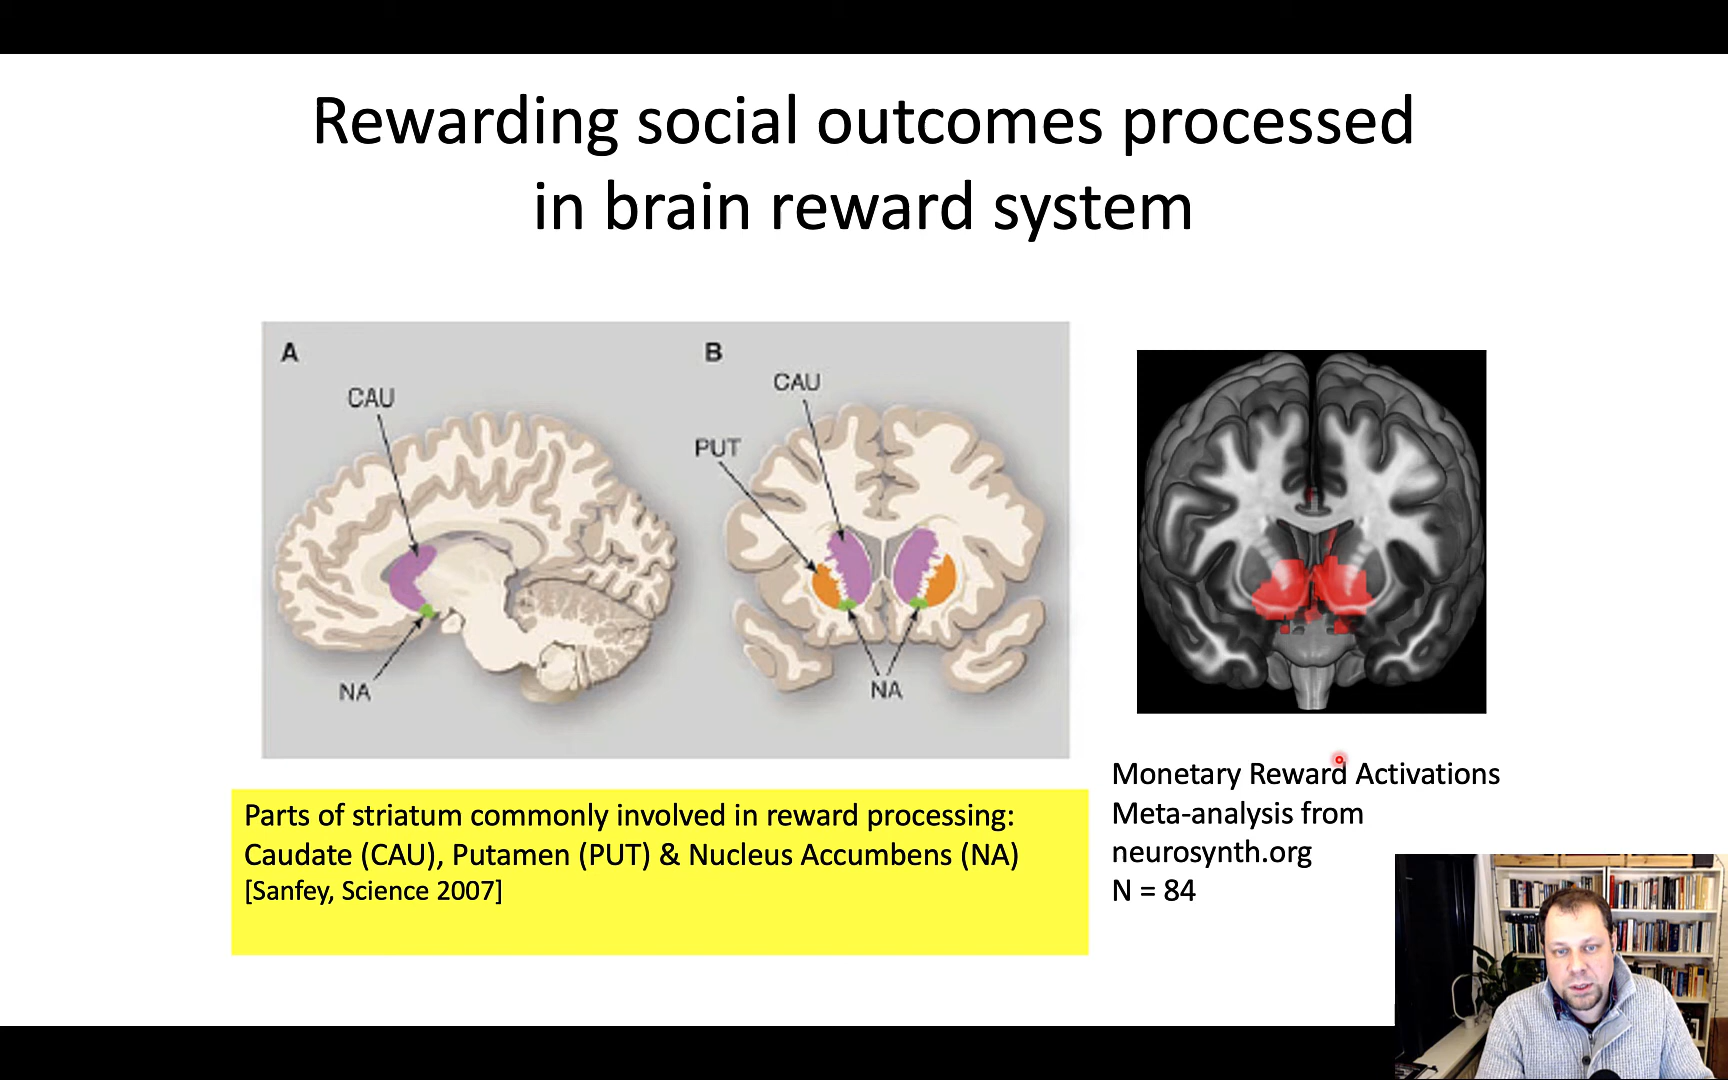 Rewarding social outcomes processed
in brain reward system
A
CAU
NA
B
CAU
PUT
NA
Parts of striatum commonly involved in reward processing:
Caudate (CAU), Putamen (PUT) & Nucleus Accumbens (NA)
[Sanfey, Science 2007]
Monetary Reward Activations
Meta-analysis from
neurosynth.org
N = 84